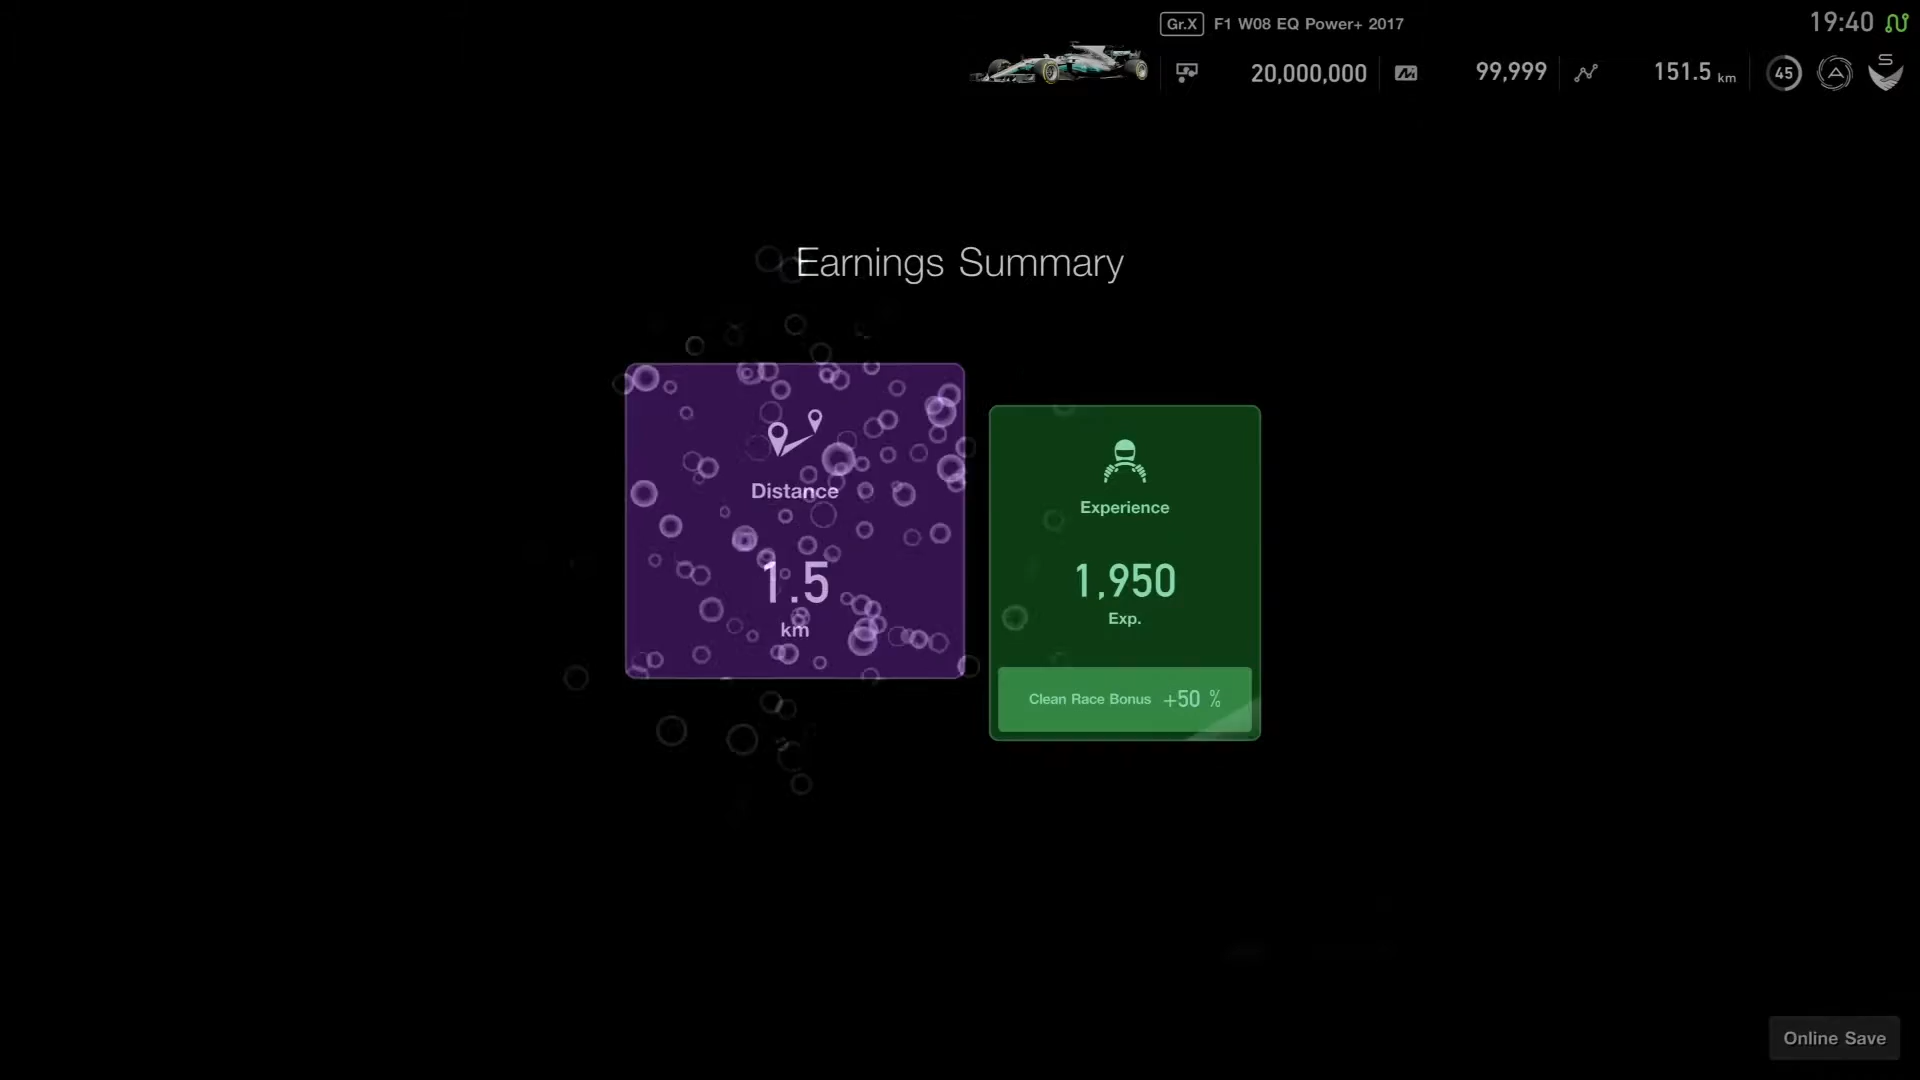 Gr.X F1 W08 EQ Power+ 2017
19:40
20,000,000
99,999
151.5 km
45
S
A
Earnings Summary
Distance
1.5
km
Experience
1,950
Exp.
Clean Race Bonus +50 %
Online Save